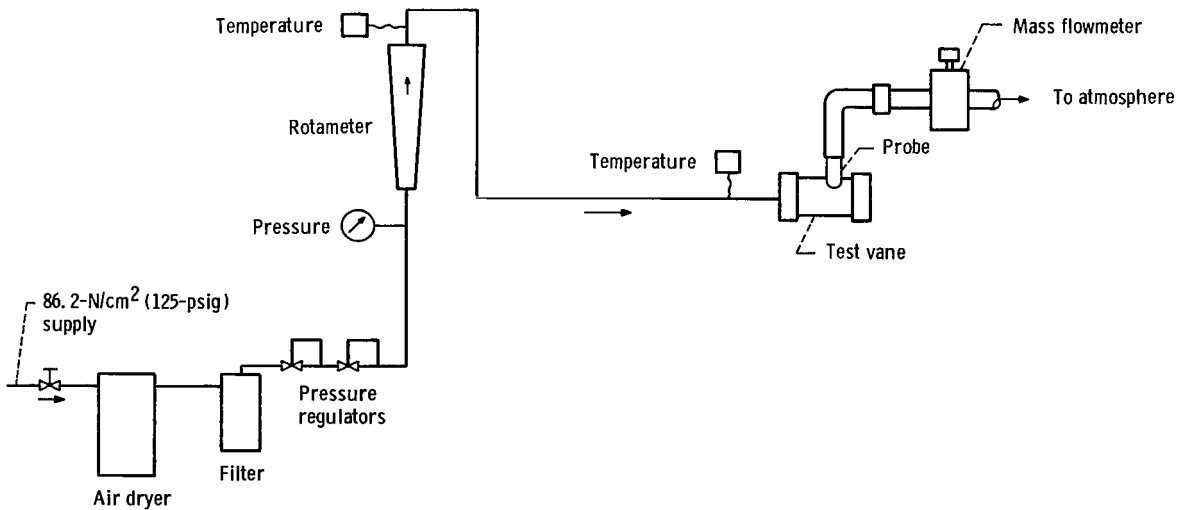 Temperature
Mass flowmeter
To atmosphere
Rotameter
Probe
Temperature
Pressure
Test vane
86.2-N/cm² (125-psig)
supply
Pressure
regulators
Filter
Air dryer